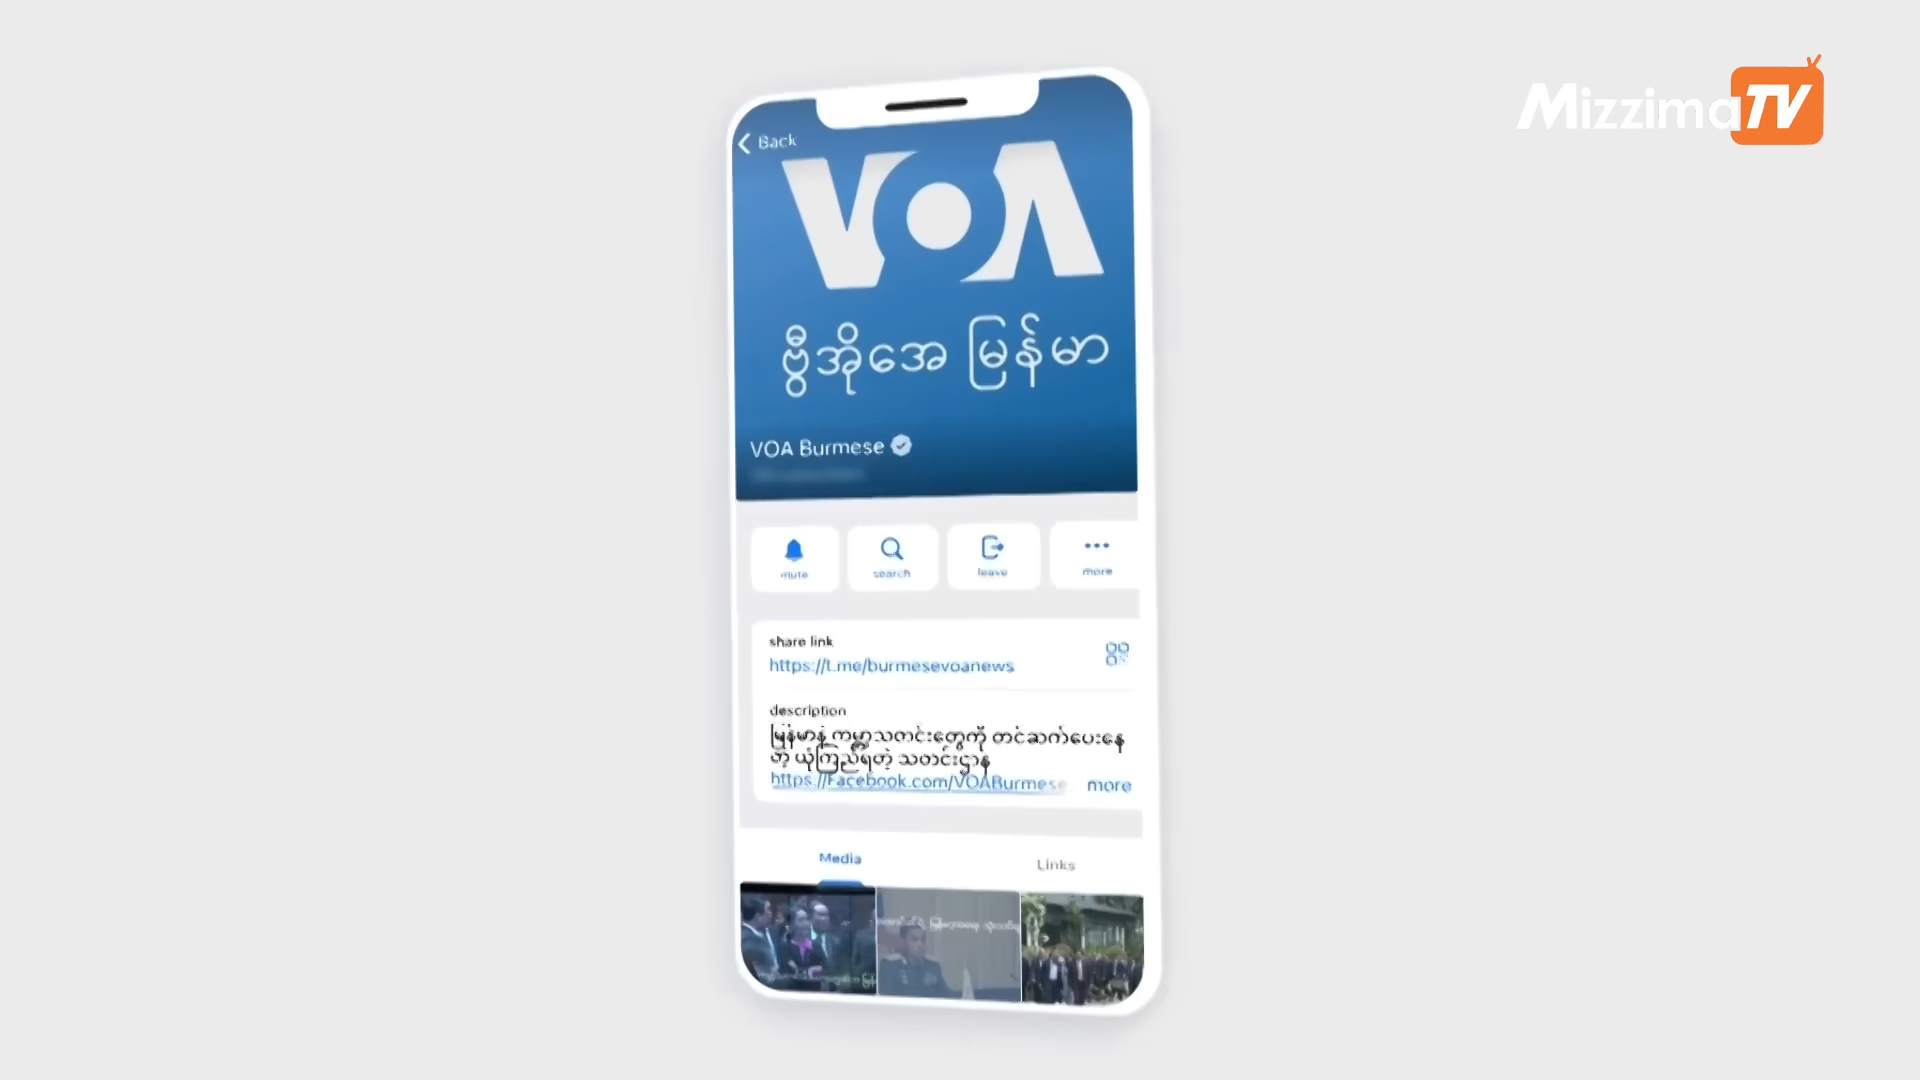 Mizzima TV
Back
VOA
ဗွီအိုအေ မြန်မာ
VOA Burmese
mute
search
leave
more
share link
https://t.me/burmesevoanews
description
မြန်မာနဲ့ ကမ္ဘာ့သတင်းတွေကို တင်ဆက်ပေးနေ
တဲ့ ယုံကြည်ရတဲ့ သတင်းဌာန
https://Facebook.com/VOABurmese
more
Media
Links